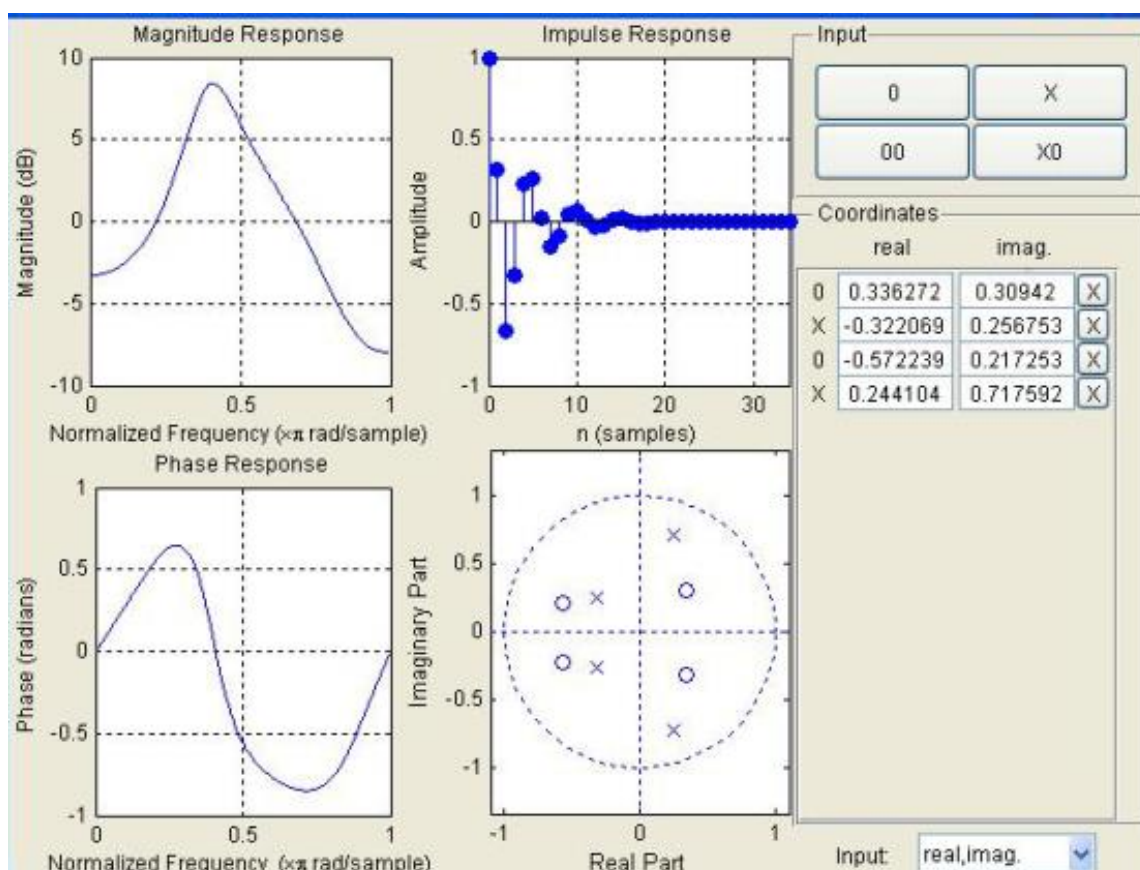 Magnitude Response
10
5
0
-5
-10
Magnitude (dB)
0
0.5
1
Normalized Frequency (×π rad/sample)
Impulse Response
1
0.5
0
-0.5
-1
Amplitude
0
10
20
30
n (samples)
Phase Response
1
0.5
0
-0.5
-1
Phase (radians)
0
0.5
1
Normalized Frequency (×π rad/sample)
1
0.5
0
-0.5
-1
Imaginary Part
-1
0
1
Real Part
Input
0 X
00 X0
Coordinates
real imag.
0 0.336272 0.30942 X
X -0.322069 0.256753 X
0 -0.572239 0.217253 X
X 0.244104 0.717592 X
Input: real,imag.